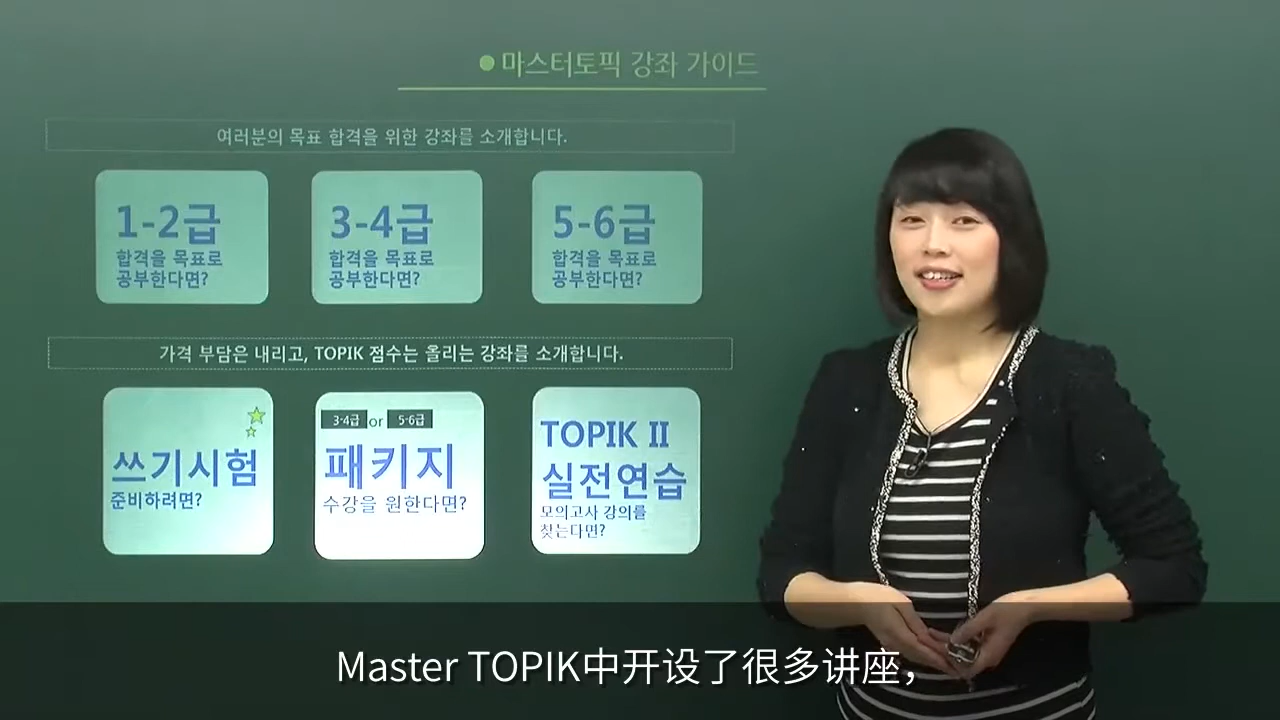 ●마스터토픽 강좌 가이드
여러분의 목표 합격을 위한 강좌를 소개합니다.
1-2급
합격을 목표로
공부한다면?
3-4급
합격을 목표로
공부한다면?
5-6급
합격을 목표로
공부한다면?
가격 부담은 내리고, TOPIK 점수는 올리는 강좌를 소개합니다.
쓰기시험
준비하려면?
3-4급 or 5-6급
패키지
수강을 원한다면?
TOPIK II
실전연습
모의고사 강의를
찾는다면?
Master TOPIK中开设了很多讲座，